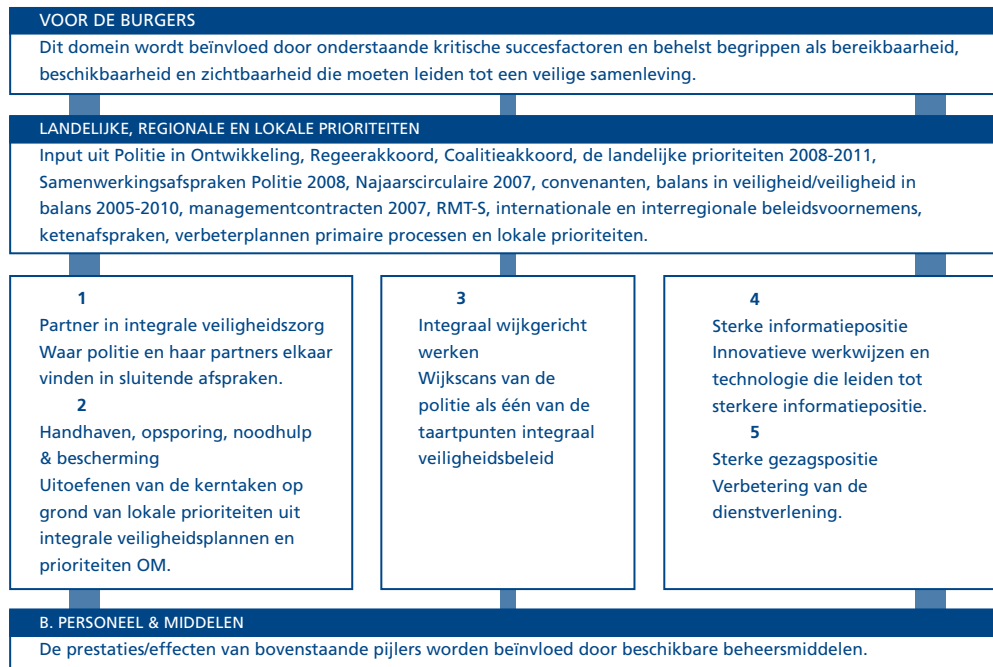 VOOR DE BURGERS
Dit domein wordt beïnvloed door onderstaande kritische succesfactoren en behelst begrippen als bereikbaarheid,
beschikbaarheid en zichtbaarheid die moeten leiden tot een veilige samenleving.
LANDELIJKE, REGIONALE EN LOKALE PRIORITEITEN
Input uit Politie in Ontwikkeling, Regeerakkoord, Coalitieakkoord, de landelijke prioriteiten 2008-2011,
Samenwerkingsafspraken Politie 2008, Najaarscirculaire 2007, convenanten, balans in veiligheid/veiligheid in
balans 2005-2010, managementcontracten 2007, RMT-S, internationale en interregionale beleidsvoornemens,
ketenafspraken, verbeterplannen primaire processen en lokale prioriteiten.
1
Partner in integrale veiligheidszorg
Waar politie en haar partners elkaar
vinden in sluitende afspraken.
2
Handhaven, opsporing, noodhulp
& bescherming
Uitoefenen van de kerntaken op
grond van lokale prioriteiten uit
integrale veiligheidsplannen en
prioriteiten OM.
3
Integraal wijkgericht
werken
Wijkscans van de
politie als één van de
taartpunten integraal
veiligheidsbeleid
4
Sterke informatiepositie
Innovatieve werkwijzen en
technologie die leiden tot
sterkere informatiepositie.
5
Sterke gezagspositie
Verbetering van de
dienstverlening.
B. PERSONEEL & MIDDELEN
De prestaties/effecten van bovenstaande pijlers worden beïnvloed door beschikbare beheersmiddelen.